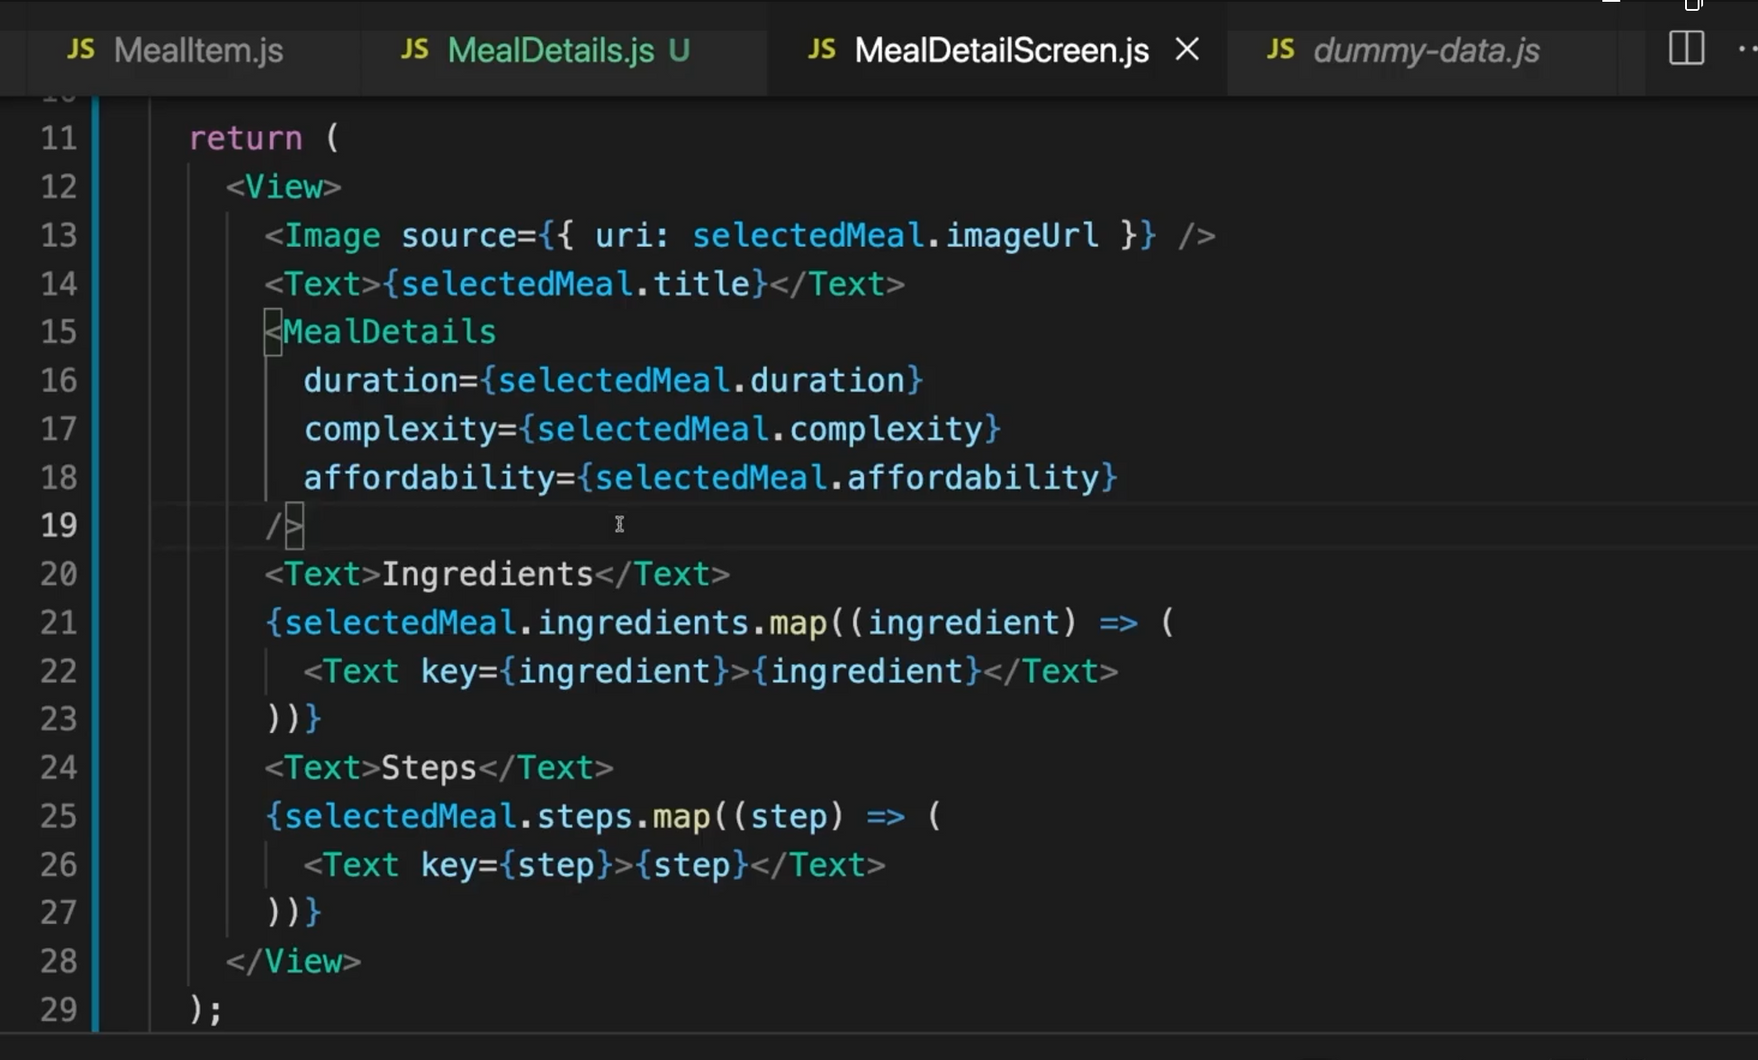 JS MealItem.js JS MealDetails.js U JS MealDetailScreen.js JS dummy-data.js
11 return (
12 <View>
13 <Image source={{ uri: selectedMeal.imageUrl }} />
14 <Text>{selectedMeal.title}</Text>
15 <MealDetails
16 duration={selectedMeal.duration}
17 complexity={selectedMeal.complexity}
18 affordability={selectedMeal.affordability}
19 />
20 <Text>Ingredients</Text>
21 {selectedMeal.ingredients.map((ingredient) => (
22 <Text key={ingredient}>{ingredient}</Text>
23 ))}
24 <Text>Steps</Text>
25 {selectedMeal.steps.map((step) => (
26 <Text key={step}>{step}</Text>
27 ))}
28 </View>
29 );